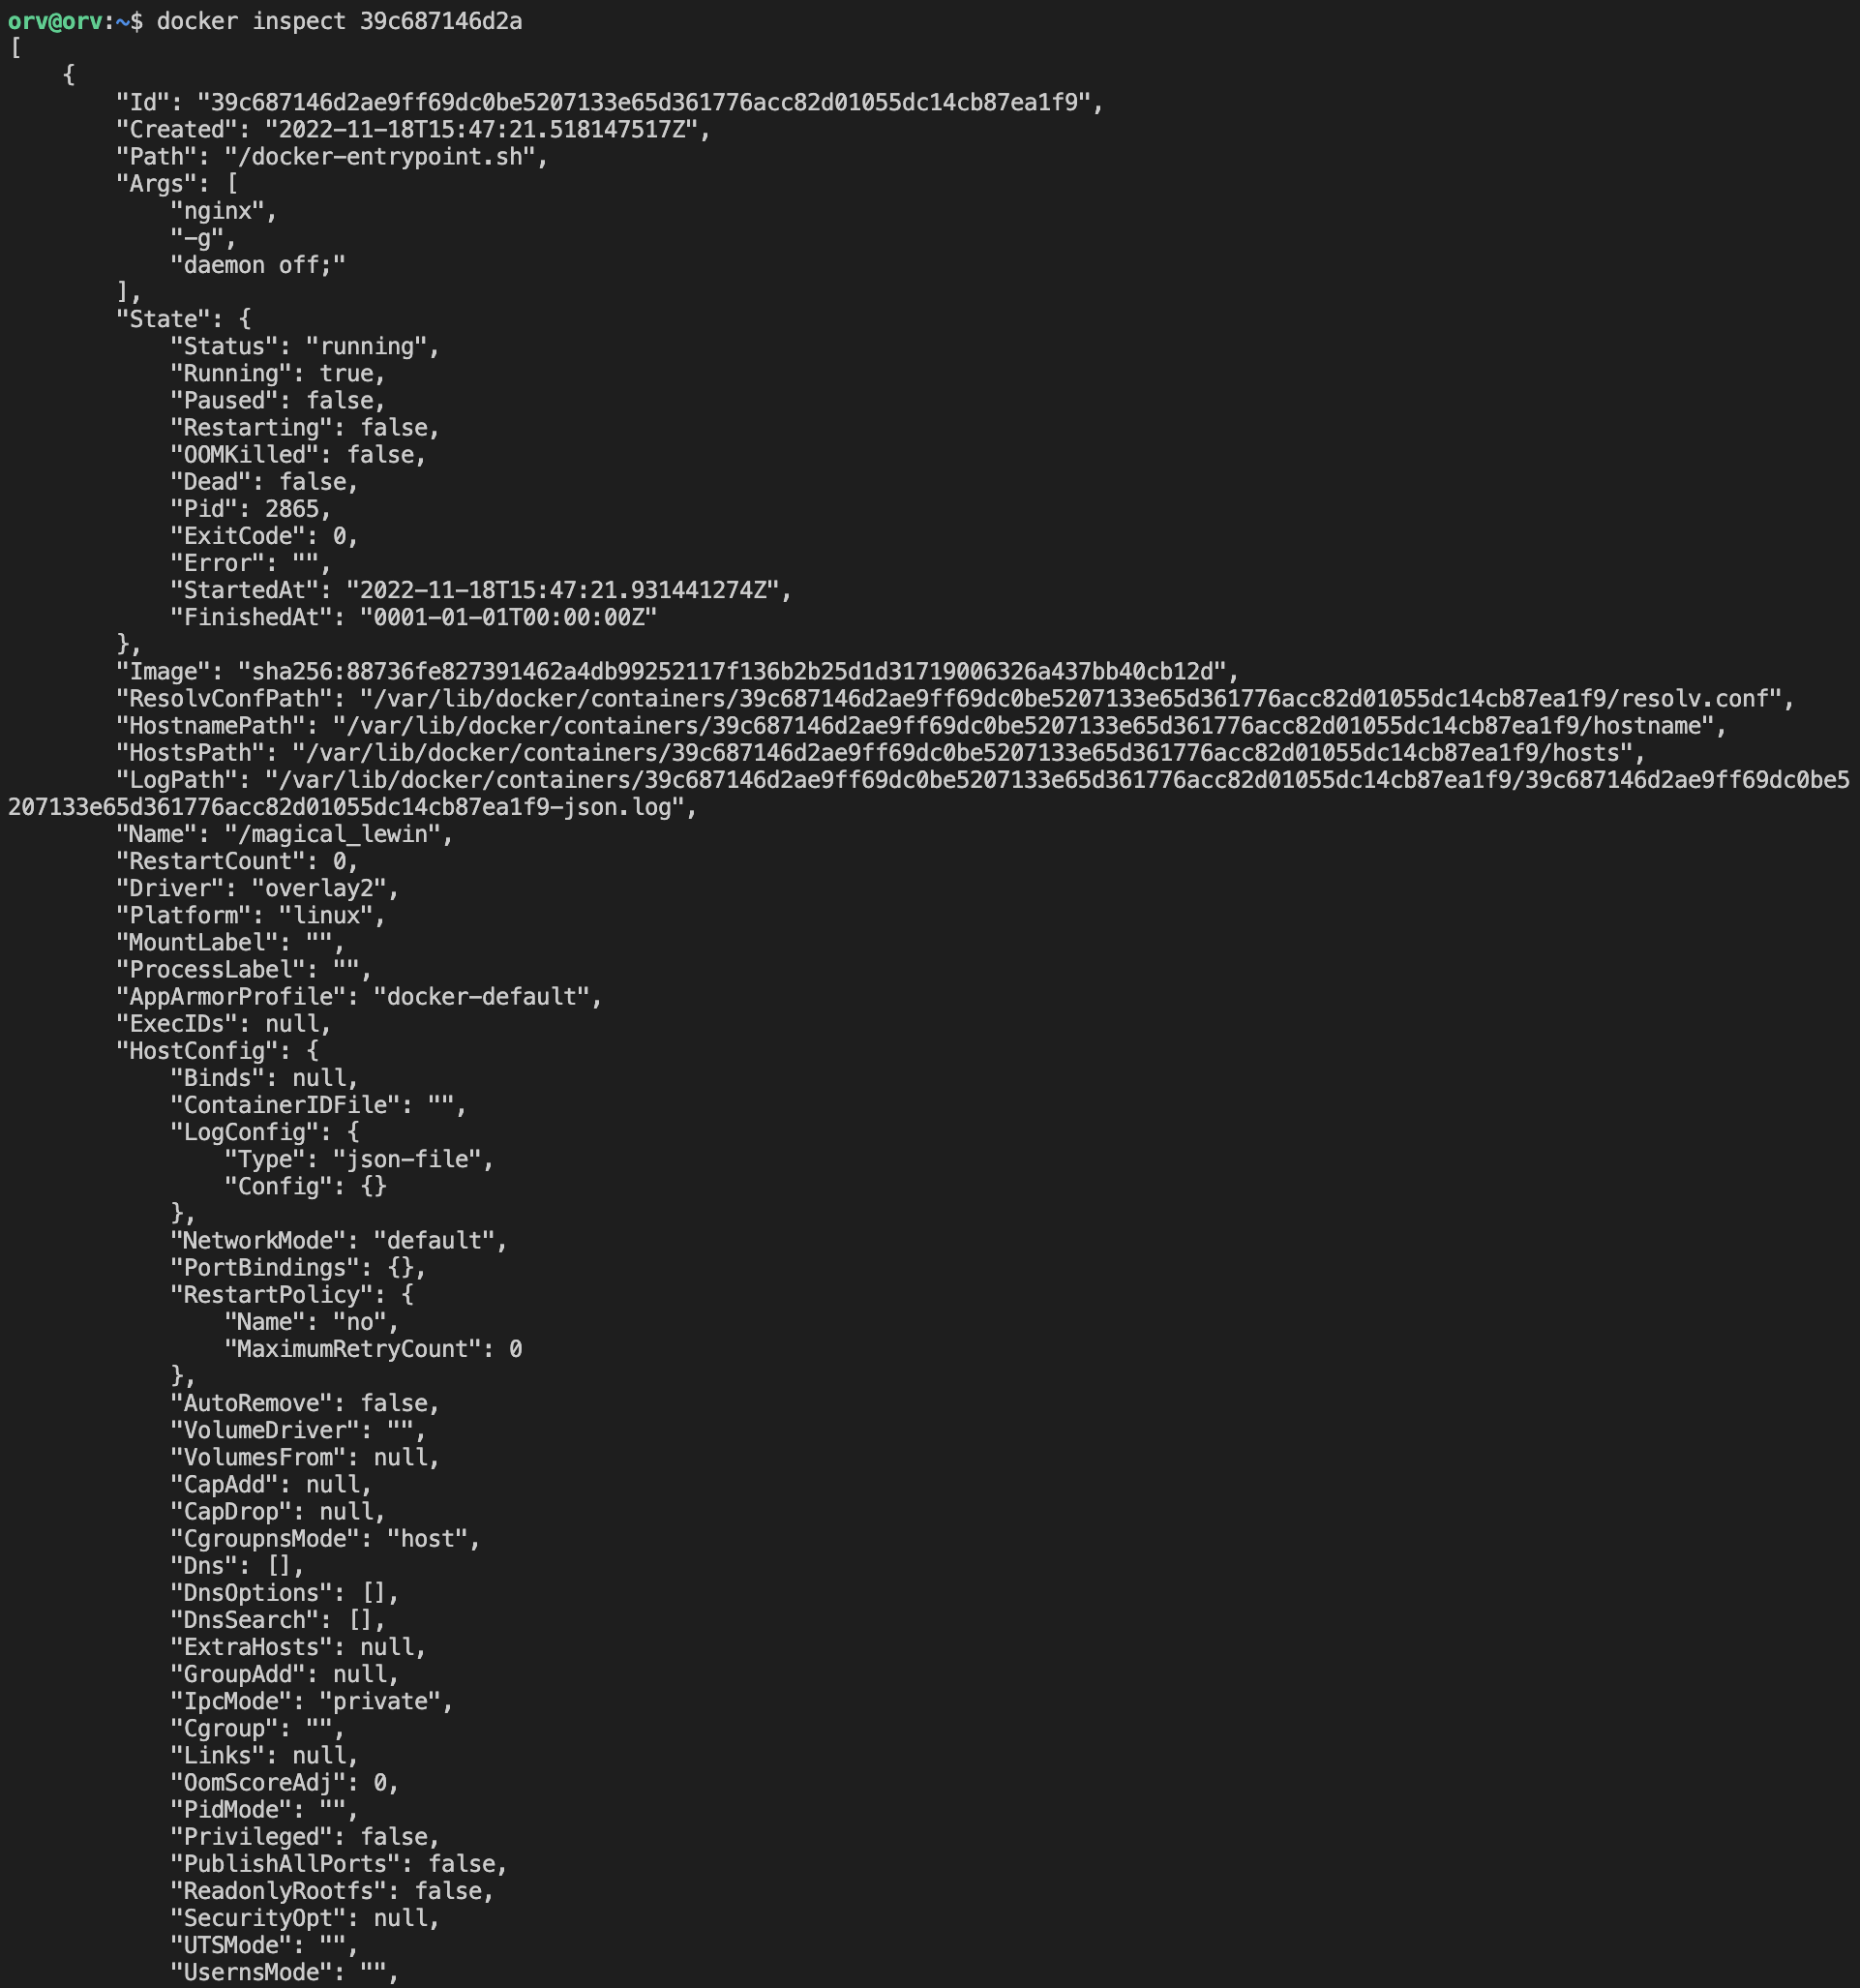 orv@orv:~$ docker inspect 39c687146d2a
[
    {
        "Id": "39c687146d2ae9ff69dc0be5207133e65d361776acc82d01055dc14cb87ea1f9",
        "Created": "2022-11-18T15:47:21.518147517Z",
        "Path": "/docker-entrypoint.sh",
        "Args": [
            "nginx",
            "-g",
            "daemon off;"
        ],
        "State": {
            "Status": "running",
            "Running": true,
            "Paused": false,
            "Restarting": false,
            "OOMKilled": false,
            "Dead": false,
            "Pid": 2865,
            "ExitCode": 0,
            "Error": "",
            "StartedAt": "2022-11-18T15:47:21.931441274Z",
            "FinishedAt": "0001-01-01T00:00:00Z"
        },
        "Image": "sha256:88736fe827391462a4db99252117f136b2b25d1d31719006326a437bb40cb12d",
        "ResolvConfPath": "/var/lib/docker/containers/39c687146d2ae9ff69dc0be5207133e65d361776acc82d01055dc14cb87ea1f9/resolv.conf",
        "HostnamePath": "/var/lib/docker/containers/39c687146d2ae9ff69dc0be5207133e65d361776acc82d01055dc14cb87ea1f9/hostname",
        "HostsPath": "/var/lib/docker/containers/39c687146d2ae9ff69dc0be5207133e65d361776acc82d01055dc14cb87ea1f9/hosts",
        "LogPath": "/var/lib/docker/containers/39c687146d2ae9ff69dc0be5207133e65d361776acc82d01055dc14cb87ea1f9/39c687146d2ae9ff69dc0be5
207133e65d361776acc82d01055dc14cb87ea1f9-json.log",
        "Name": "/magical_lewin",
        "RestartCount": 0,
        "Driver": "overlay2",
        "Platform": "linux",
        "MountLabel": "",
        "ProcessLabel": "",
        "AppArmorProfile": "docker-default",
        "ExecIDs": null,
        "HostConfig": {
            "Binds": null,
            "ContainerIDFile": "",
            "LogConfig": {
                "Type": "json-file",
                "Config": {}
            },
            "NetworkMode": "default",
            "PortBindings": {},
            "RestartPolicy": {
                "Name": "no",
                "MaximumRetryCount": 0
            },
            "AutoRemove": false,
            "VolumeDriver": "",
            "VolumesFrom": null,
            "CapAdd": null,
            "CapDrop": null,
            "CgroupnsMode": "host",
            "Dns": [],
            "DnsOptions": [],
            "DnsSearch": [],
            "ExtraHosts": null,
            "GroupAdd": null,
            "IpcMode": "private",
            "Cgroup": "",
            "Links": null,
            "OomScoreAdj": 0,
            "PidMode": "",
            "Privileged": false,
            "PublishAllPorts": false,
            "ReadonlyRootfs": false,
            "SecurityOpt": null,
            "UTSMode": "",
            "UsernsMode": "",